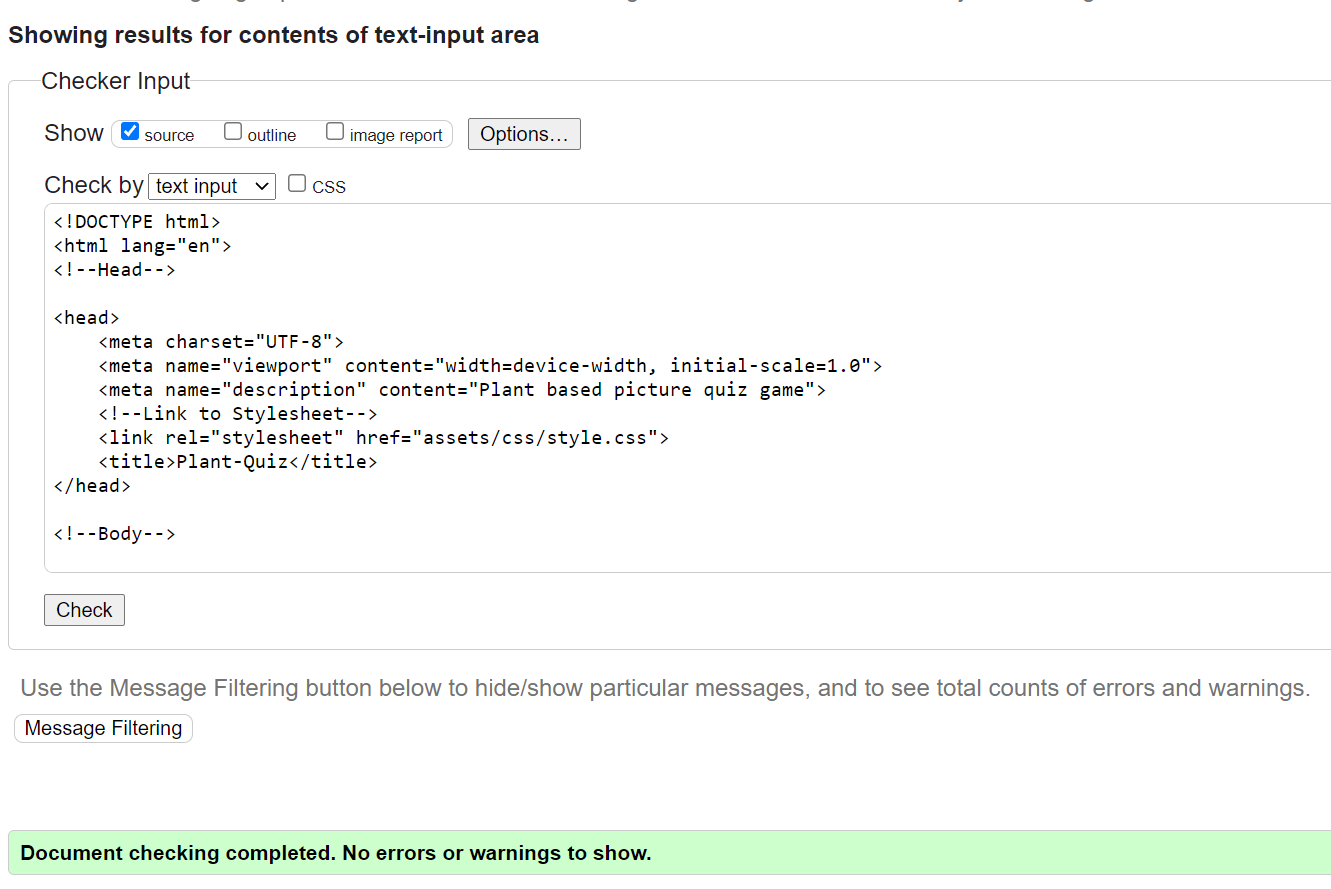 Showing results for contents of text-input area
Checker Input
Show source outline image report Options...
Check by text input CSS
<!DOCTYPE html>
<html lang="en">
<!--Head-->
<head>
    <meta charset="UTF-8">
    <meta name="viewport" content="width=device-width, initial-scale=1.0">
    <meta name="description" content="Plant based picture quiz game">
    <!--Link to Stylesheet-->
    <link rel="stylesheet" href="assets/css/style.css">
    <title>Plant-Quiz</title>
</head>
<!--Body-->
Check
Use the Message Filtering button below to hide/show particular messages, and to see total counts of errors and warnings.
Message Filtering
Document checking completed. No errors or warnings to show.